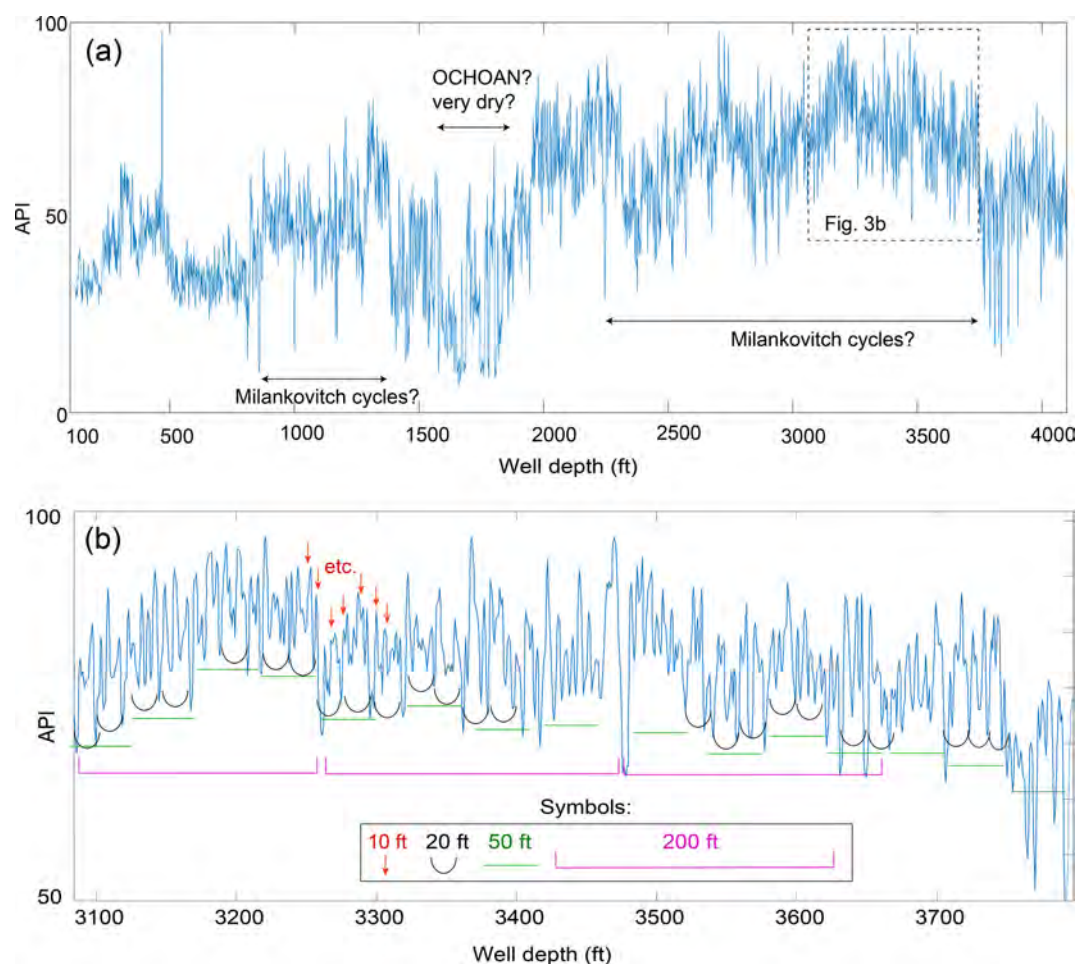 100
(a)
OCHOAN?
very dry?
API
50
Fig. 3b
Milankovitch cycles?
Milankovitch cycles?
0
100 500 1000 1500 2000 2500 3000 3500 4000
Well depth (ft)
100
(b)
etc.
API
Symbols:
10 ft 20 ft 50 ft 200 ft
50
3100 3200 3300 3400 3500 3600 3700
Well depth (ft)